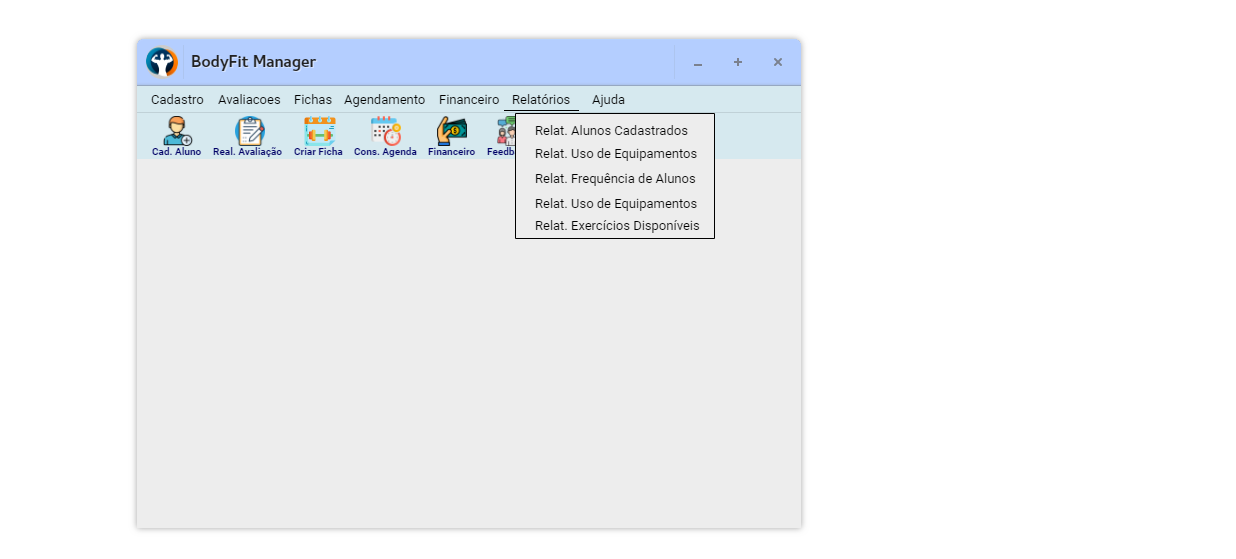 BodyFit Manager
Cadastro Avaliacoes Fichas Agendamento Financeiro Relatórios Ajuda
Cad. Aluno Real. Avaliação Criar Ficha Cons. Agenda Financeiro Feedb
Relat. Alunos Cadastrados
Relat. Uso de Equipamentos
Relat. Frequência de Alunos
Relat. Uso de Equipamentos
Relat. Exercícios Disponíveis